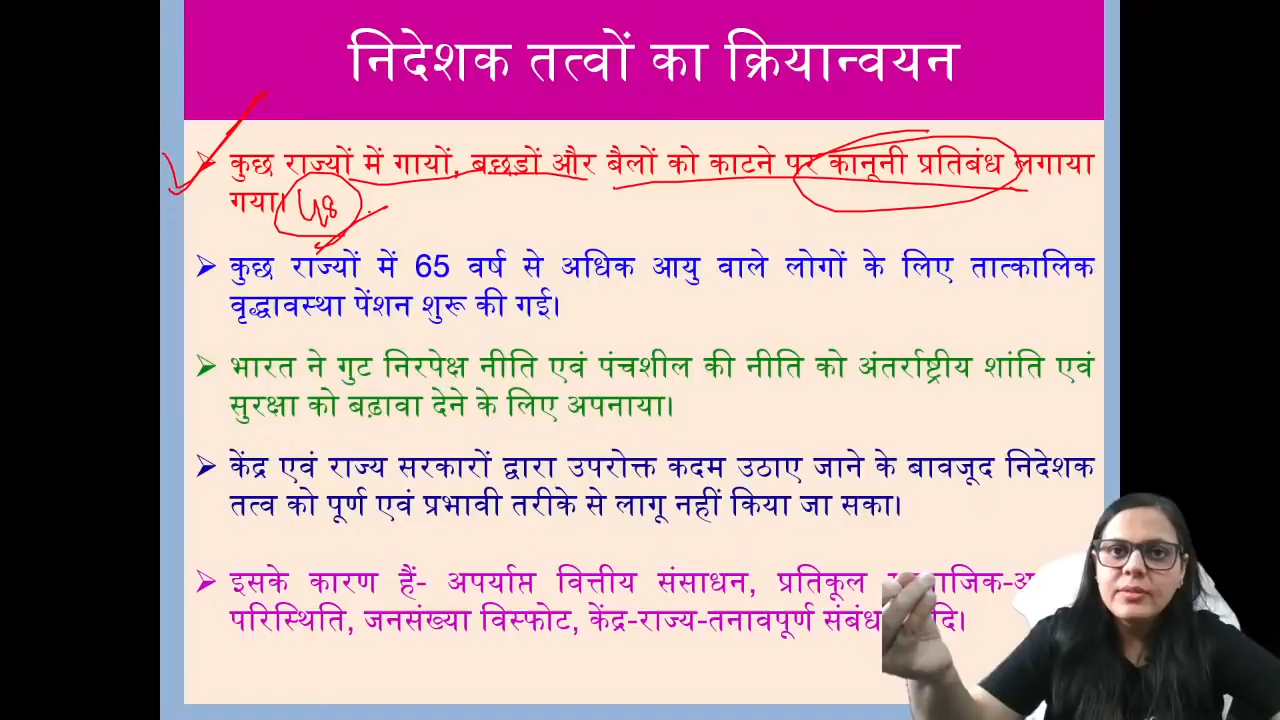 निदेशक तत्वों का क्रियान्वयन
➢ कुछ राज्यों में गायों, बछड़ों और बैलों को काटने पर कानूनी प्रतिबंध लगाया
गया। 48
➢ कुछ राज्यों में 65 वर्ष से अधिक आयु वाले लोगों के लिए तात्कालिक
वृद्धावस्था पेंशन शुरू की गई।
➢ भारत ने गुट निरपेक्ष नीति एवं पंचशील की नीति को अंतर्राष्ट्रीय शांति एवं
सुरक्षा को बढ़ावा देने के लिए अपनाया।
➢ केंद्र एवं राज्य सरकारों द्वारा उपरोक्त कदम उठाए जाने के बावजूद निदेशक
तत्व को पूर्ण एवं प्रभावी तरीके से लागू नहीं किया जा सका।
➢ इसके कारण हैं- अपर्याप्त वित्तीय संसाधन, प्रतिकूल
परिस्थिति, जनसंख्या विस्फोट, केंद्र-राज्य-तनावपूर्ण संबंध